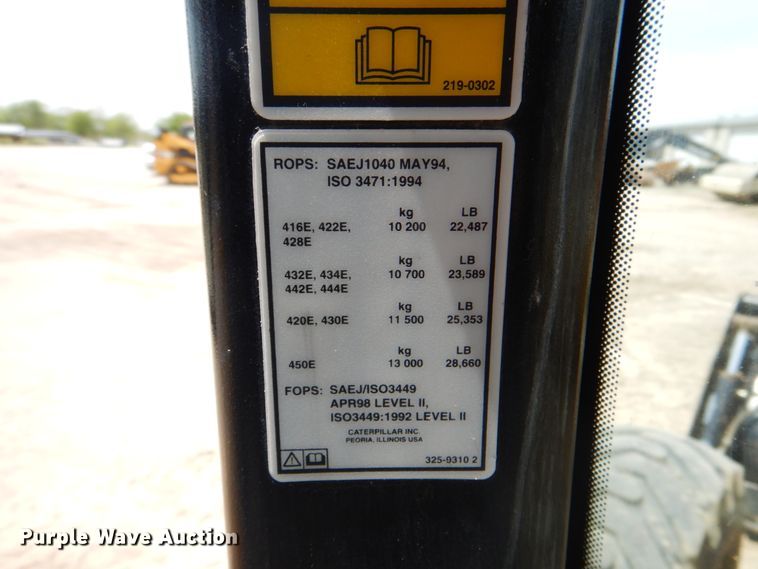 219-0302
ROPS: SAEJ1040 MAY94,
ISO 3471:1994
kg LB
416E, 422E, 10 200 22,487
428E
kg LB
432E, 434E, 10 700 23,589
442E, 444E
kg LB
420E, 430E 11 500 25,353
kg LB
450E 13 000 28,660
FOPS: SAEJ/ISO3449
APR98 LEVEL II,
ISO3449:1992 LEVEL II
CATERPILLAR INC.
PEORIA, ILLINOIS USA
325-9310 2
Purple Wave Auction